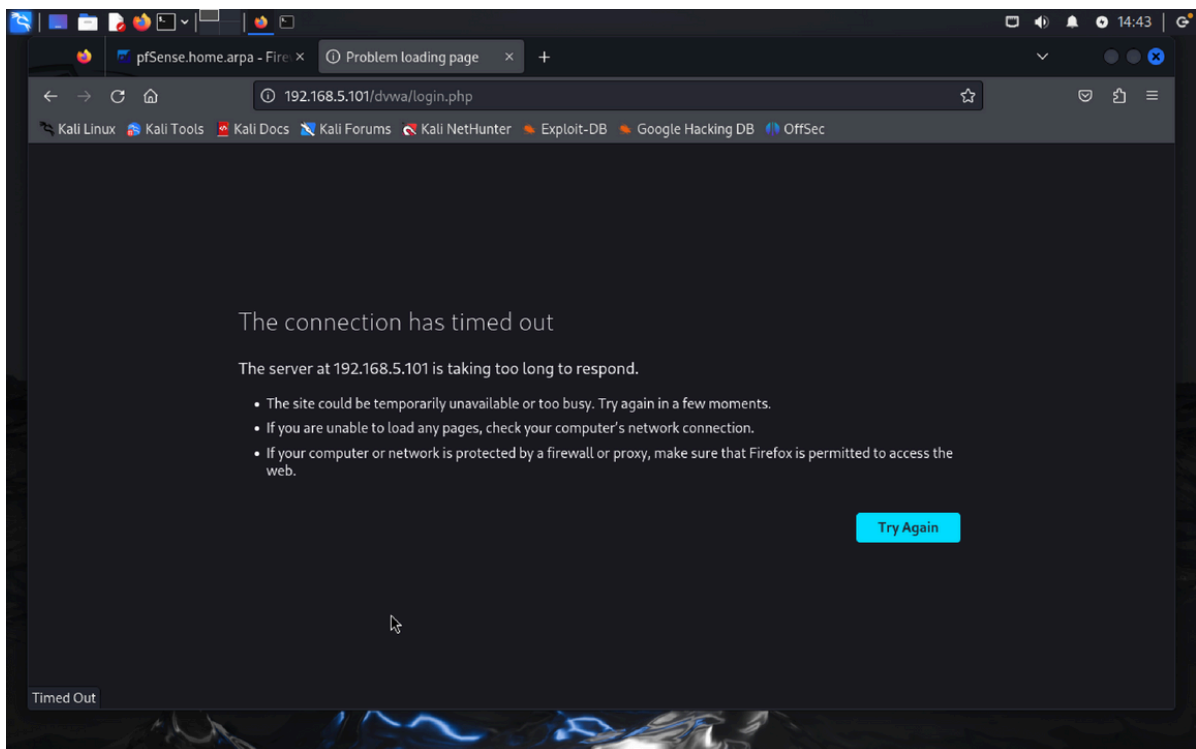 14:43
pfSense.home.arpa - Fire
Problem loading page
192.168.5.101/dvwa/login.php
Kali Linux Kali Tools Kali Docs Kali Forums Kali NetHunter Exploit-DB Google Hacking DB OffSec
The connection has timed out
The server at 192.168.5.101 is taking too long to respond.
• The site could be temporarily unavailable or too busy. Try again in a few moments.
• If you are unable to load any pages, check your computer's network connection.
• If your computer or network is protected by a firewall or proxy, make sure that Firefox is permitted to access the
web.
Try Again
Timed Out